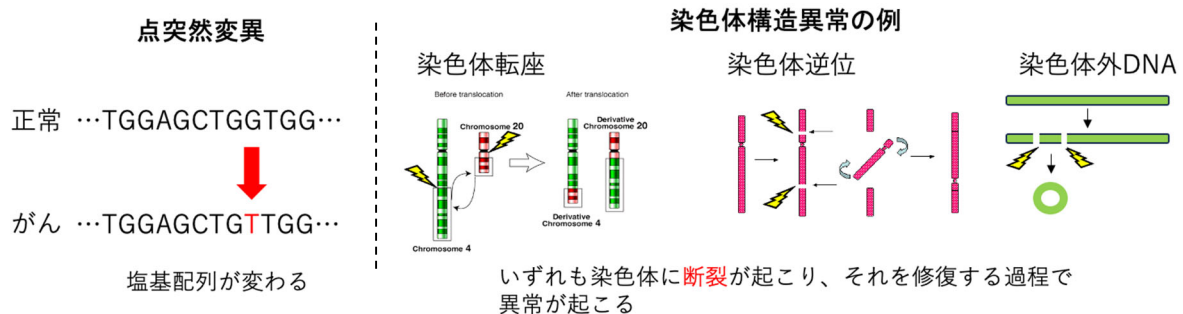 点突然変異
正常 …TGGAGCTGGTGG…
がん …TGGAGCTGTTGG…
塩基配列が変わる
染色体構造異常の例
染色体転座
Before translocation
After translocation
Chromosome 20
Chromosome 4
Derivative
Chromosome 20
Derivative
Chromosome 4
染色体逆位
染色体外DNA
いずれも染色体に断裂が起こり、それを修復する過程で
異常が起こる